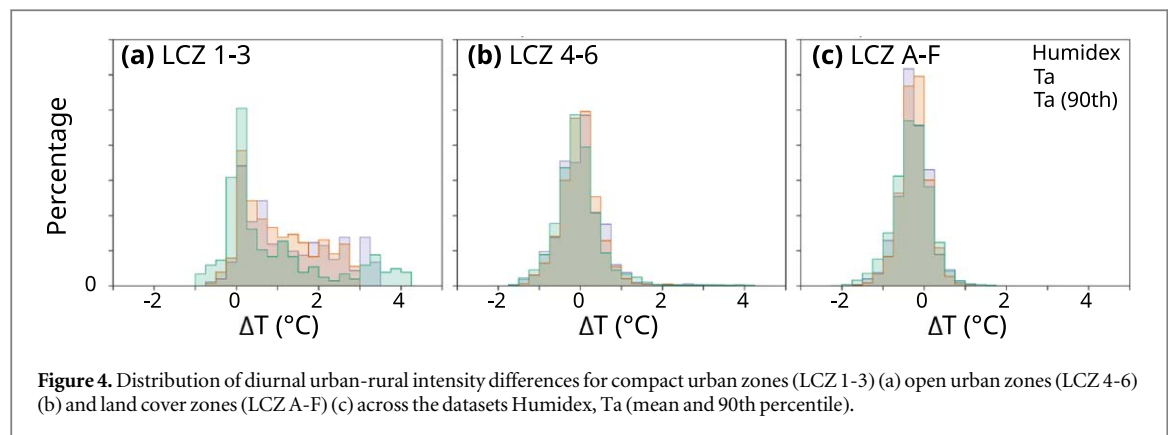 (a) LCZ 1-3
(b) LCZ 4-6
(c) LCZ A-F
Humidex
Ta
Ta (90th)
Percentage
0
-2 0 2 4
-2 0 2 4
-2 0 2 4
ΔT (°C)
ΔT (°C)
ΔT (°C)
Figure 4. Distribution of diurnal urban-rural intensity differences for compact urban zones (LCZ 1-3) (a) open urban zones (LCZ 4-6)
(b) and land cover zones (LCZ A-F) (c) across the datasets Humidex, Ta (mean and 90th percentile).